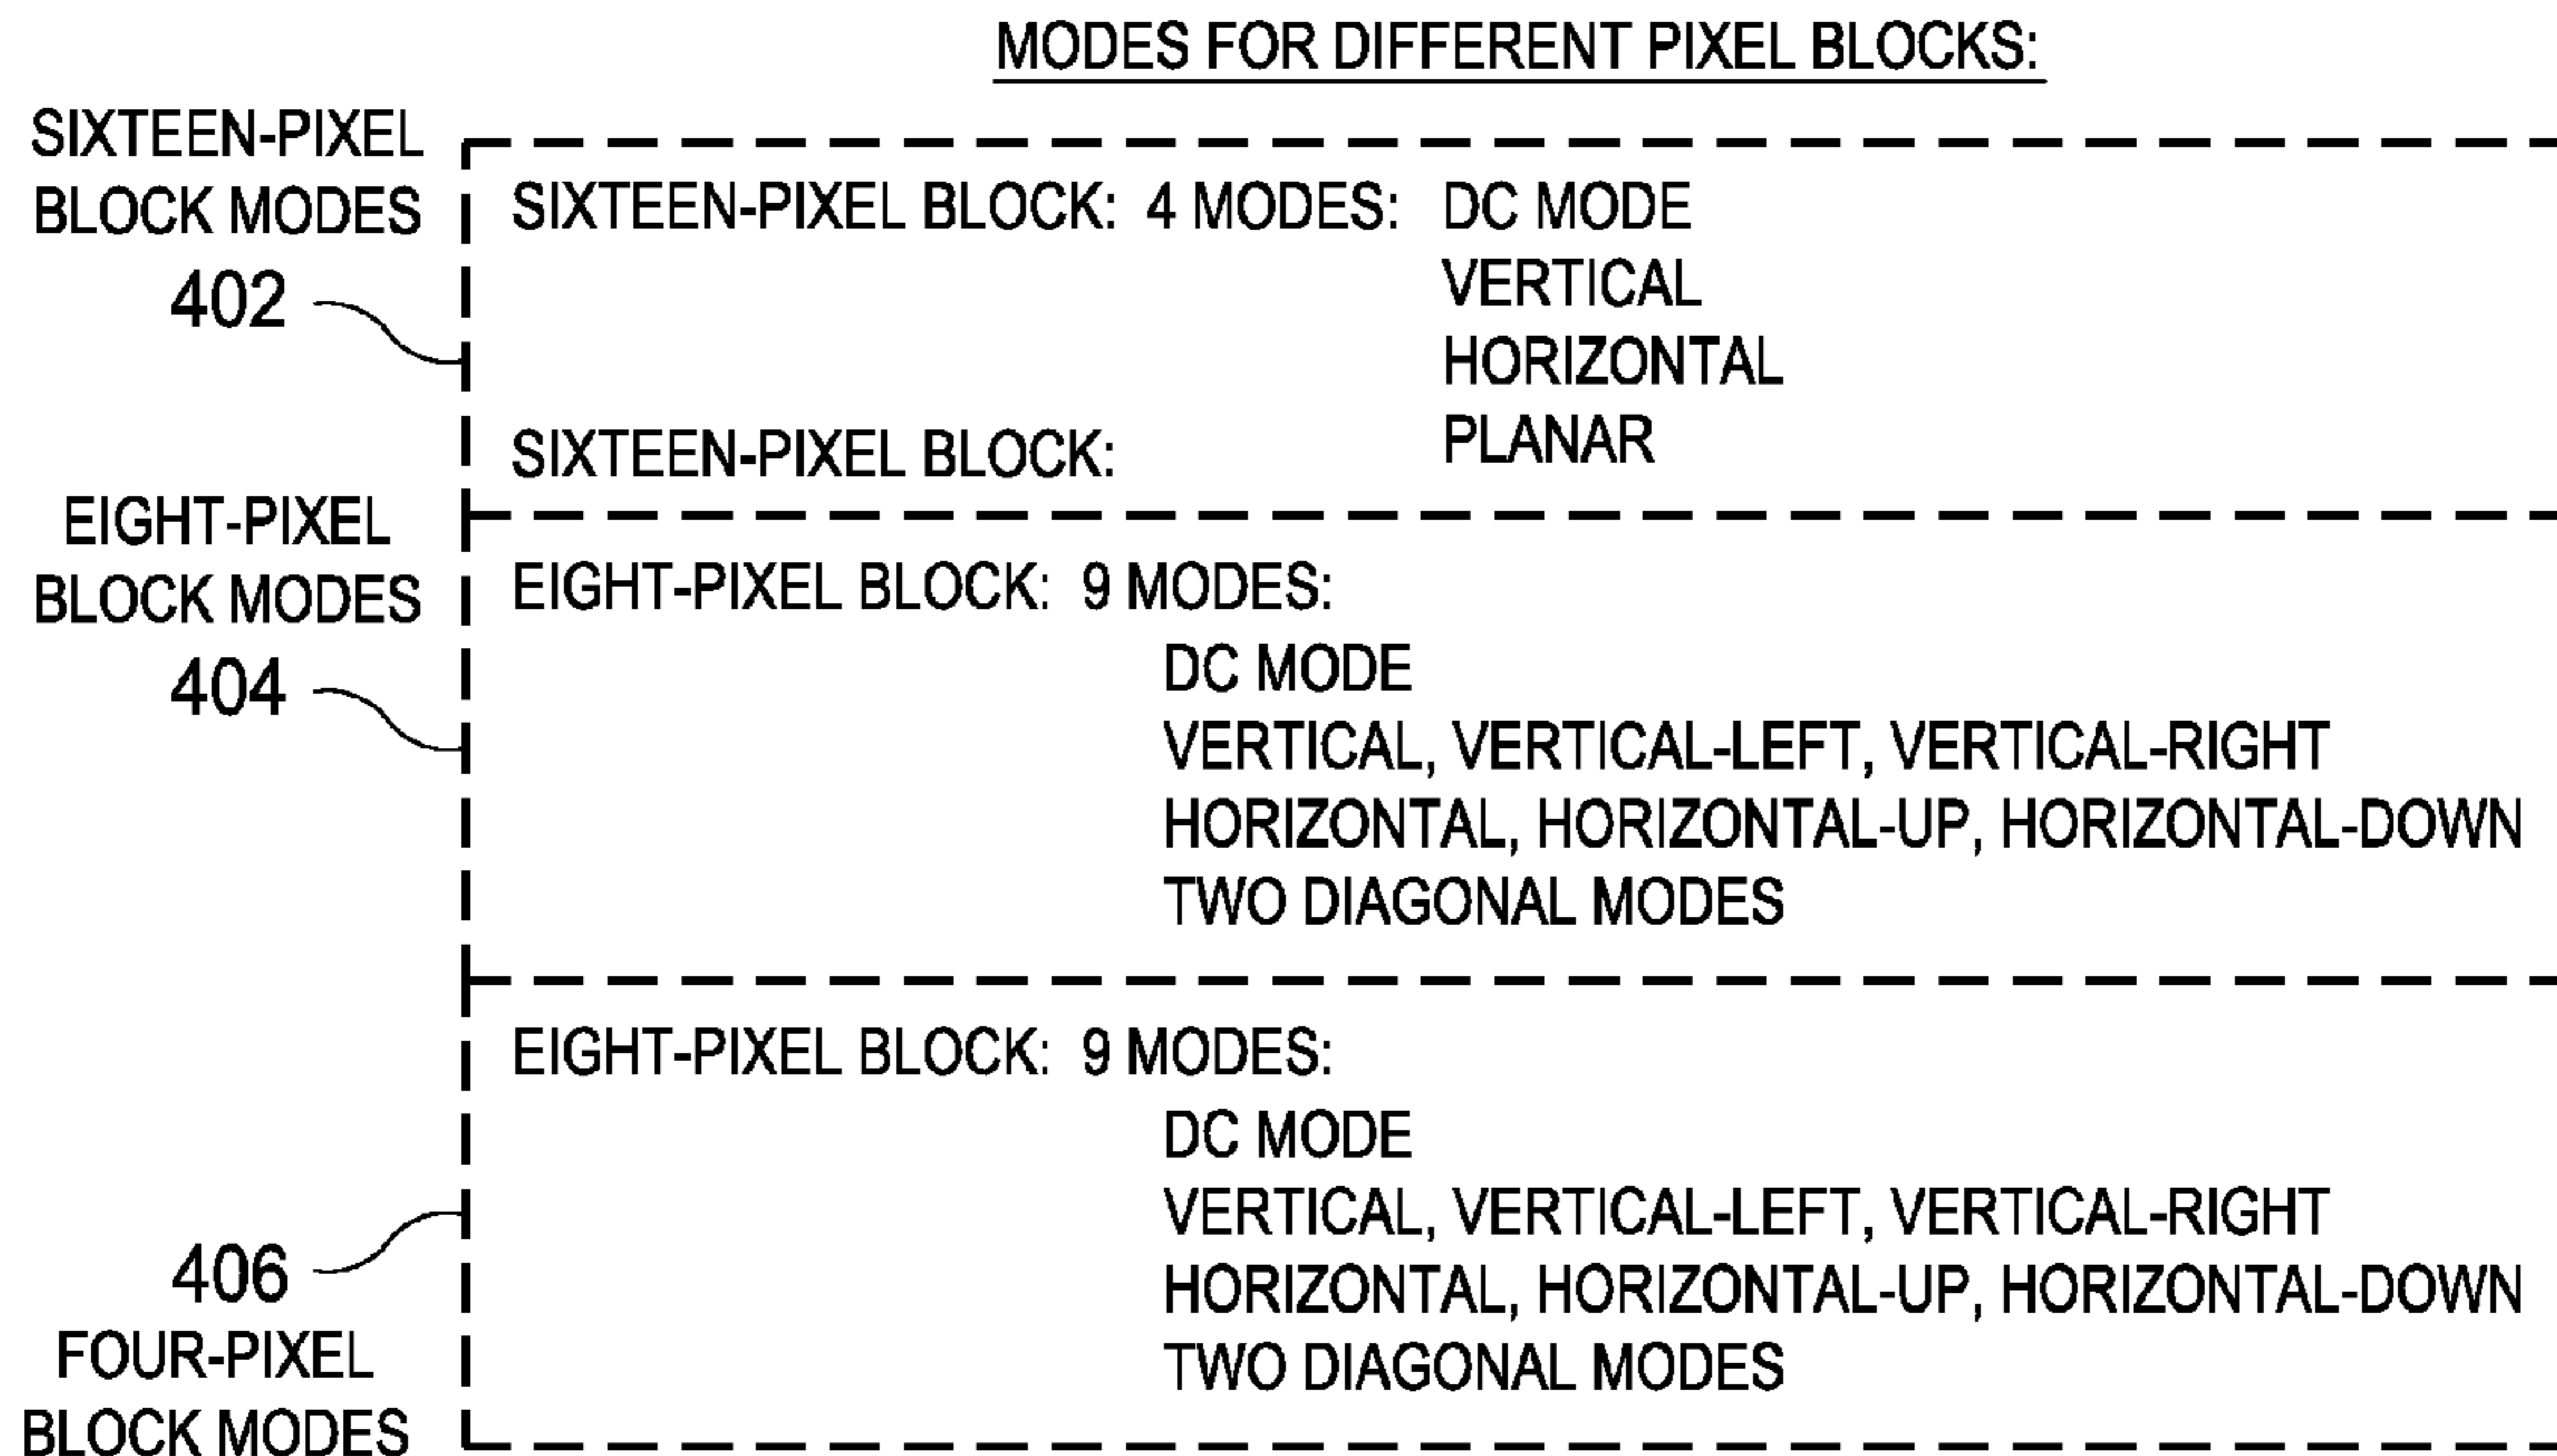 MODES FOR DIFFERENT PIXEL BLOCKS:
SIXTEEN-PIXEL
BLOCK MODES
402
SIXTEEN-PIXEL BLOCK: 4 MODES: DC MODE
VERTICAL
HORIZONTAL
PLANAR
SIXTEEN-PIXEL BLOCK:
EIGHT-PIXEL
BLOCK MODES
404
EIGHT-PIXEL BLOCK: 9 MODES:
DC MODE
VERTICAL, VERTICAL-LEFT, VERTICAL-RIGHT
HORIZONTAL, HORIZONTAL-UP, HORIZONTAL-DOWN
TWO DIAGONAL MODES
406
FOUR-PIXEL
BLOCK MODES
EIGHT-PIXEL BLOCK: 9 MODES:
DC MODE
VERTICAL, VERTICAL-LEFT, VERTICAL-RIGHT
HORIZONTAL, HORIZONTAL-UP, HORIZONTAL-DOWN
TWO DIAGONAL MODES